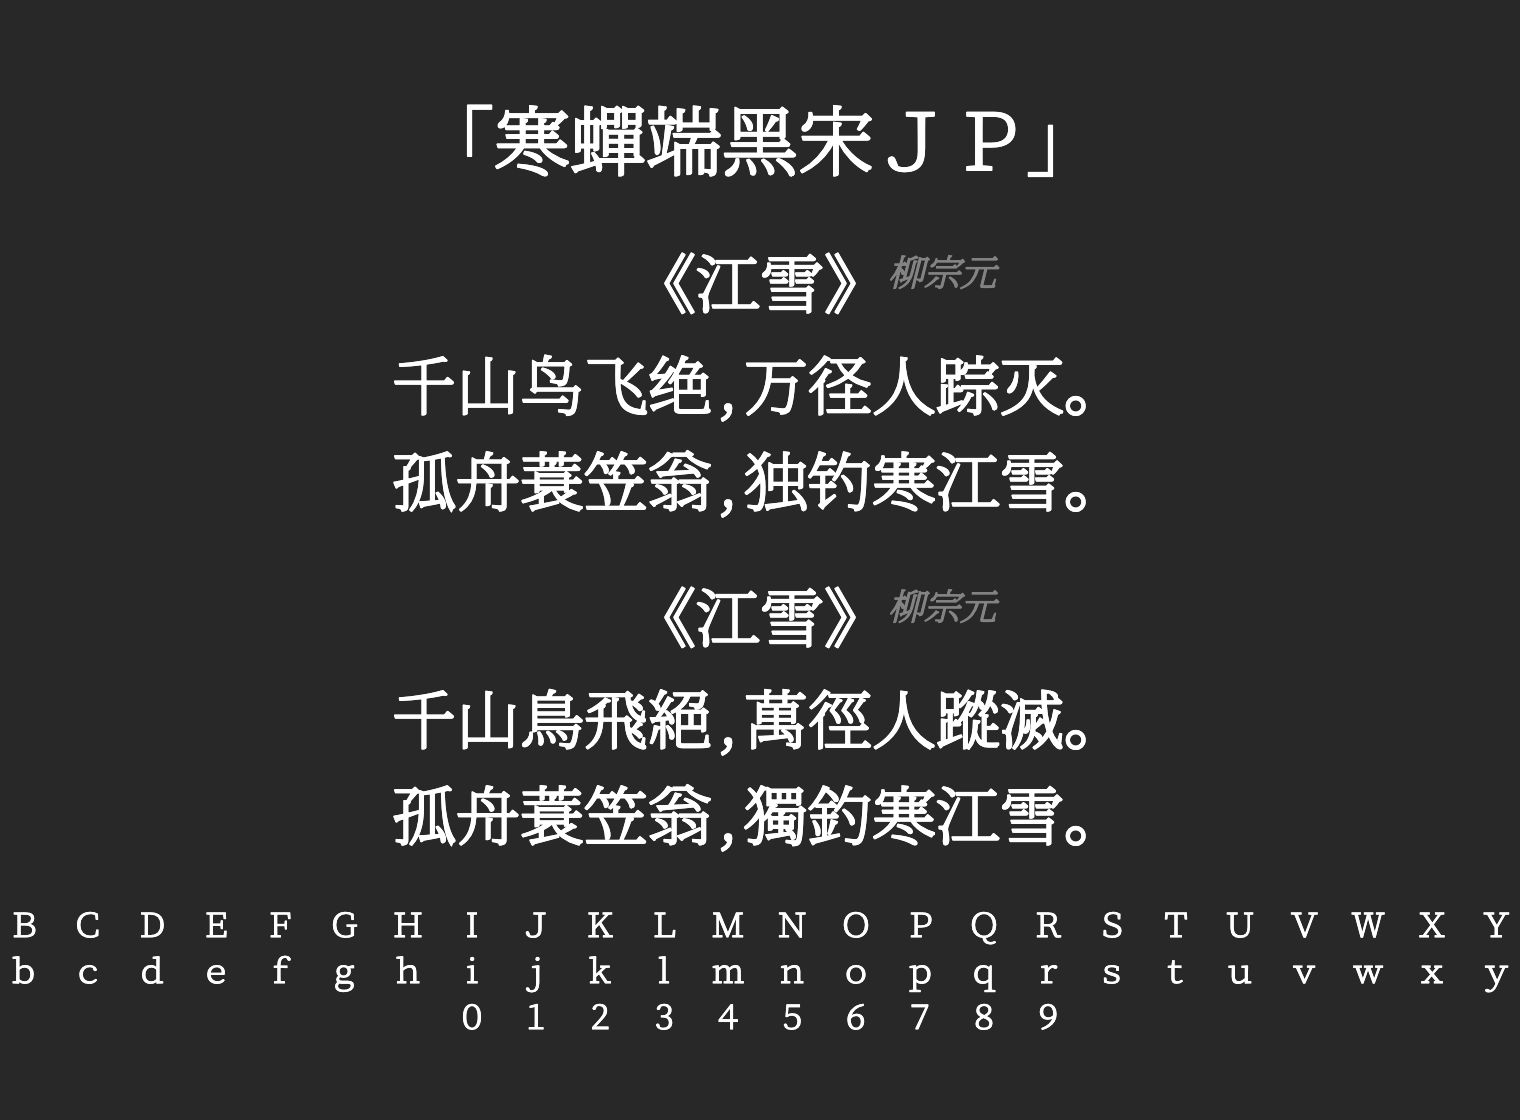 「寒蟬端黑宋ＪＰ」
《江雪》柳宗元
千山鸟飞绝,万径人踪灭。
孤舟蓑笠翁,独钓寒江雪。
《江雪》柳宗元
千山鳥飛絕,萬徑人蹤滅。
孤舟蓑笠翁,獨釣寒江雪。
B C D E F G H I J K L M N O P Q R S T U V W X Y
b c d e f g h i j k l m n o p q r s t u v w x y
0 1 2 3 4 5 6 7 8 9